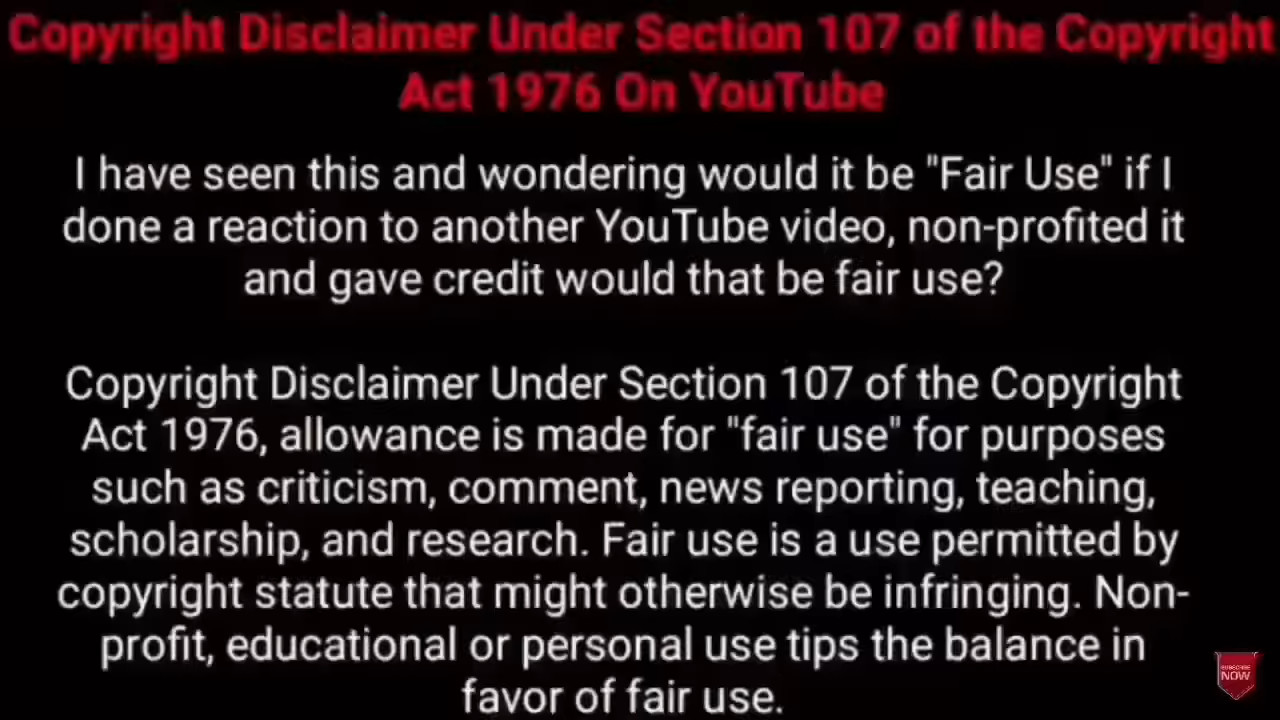 Copyright Disclaimer Under Section 107 of the Copyright
Act 1976 On YouTube
I have seen this and wondering would it be "Fair Use" if I
done a reaction to another YouTube video, non-profited it
and gave credit would that be fair use?
Copyright Disclaimer Under Section 107 of the Copyright
Act 1976, allowance is made for "fair use" for purposes
such as criticism, comment, news reporting, teaching,
scholarship, and research. Fair use is a use permitted by
copyright statute that might otherwise be infringing. Non-
profit, educational or personal use tips the balance in
favor of fair use.
SUBSCRIBE
NOW